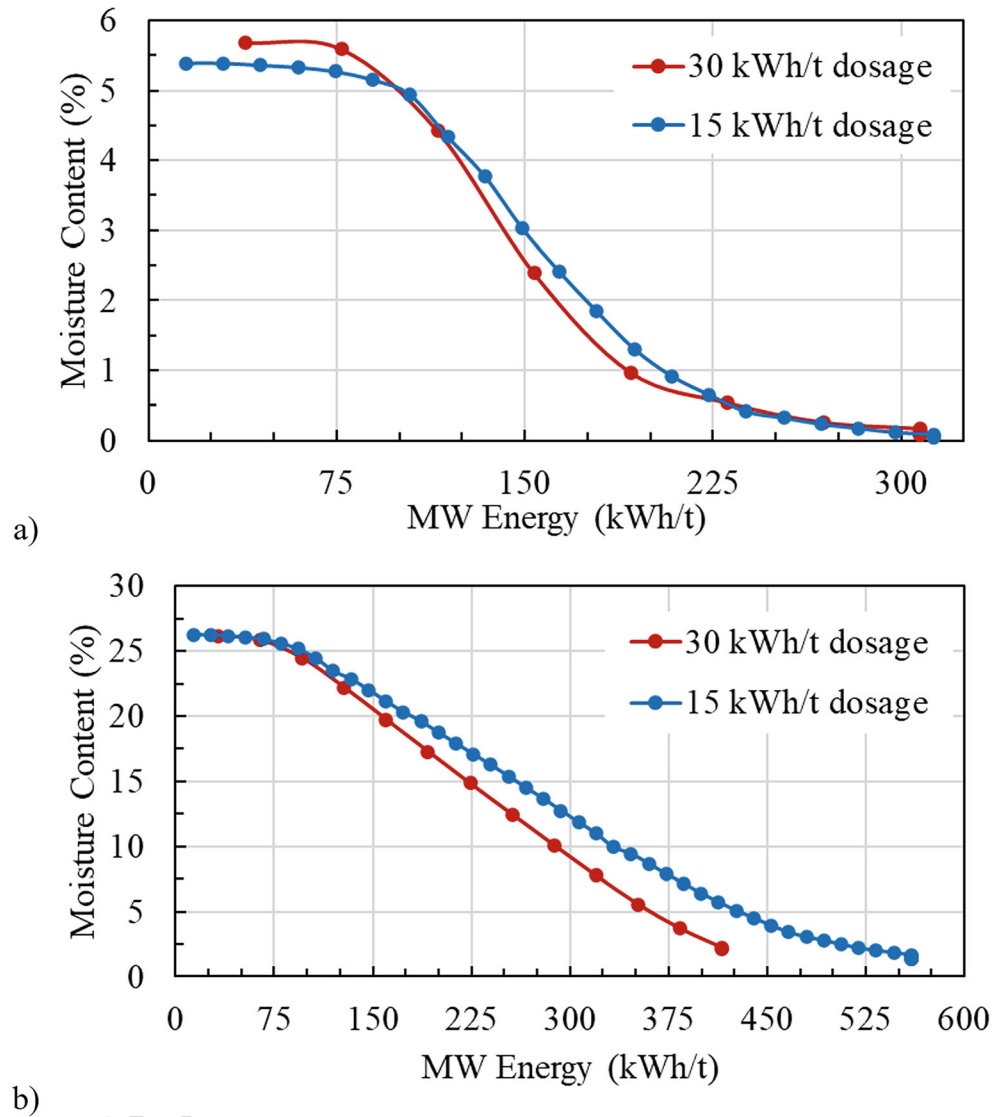 6
5
4
3
2
1
0
Moisture Content (%)
30 kWh/t dosage
15 kWh/t dosage
0 75 150 225 300
MW Energy (kWh/t)
a)
30
25
20
15
10
5
0
Moisture Content (%)
30 kWh/t dosage
15 kWh/t dosage
0 75 150 225 300 375 450 525 600
MW Energy (kWh/t)
b)